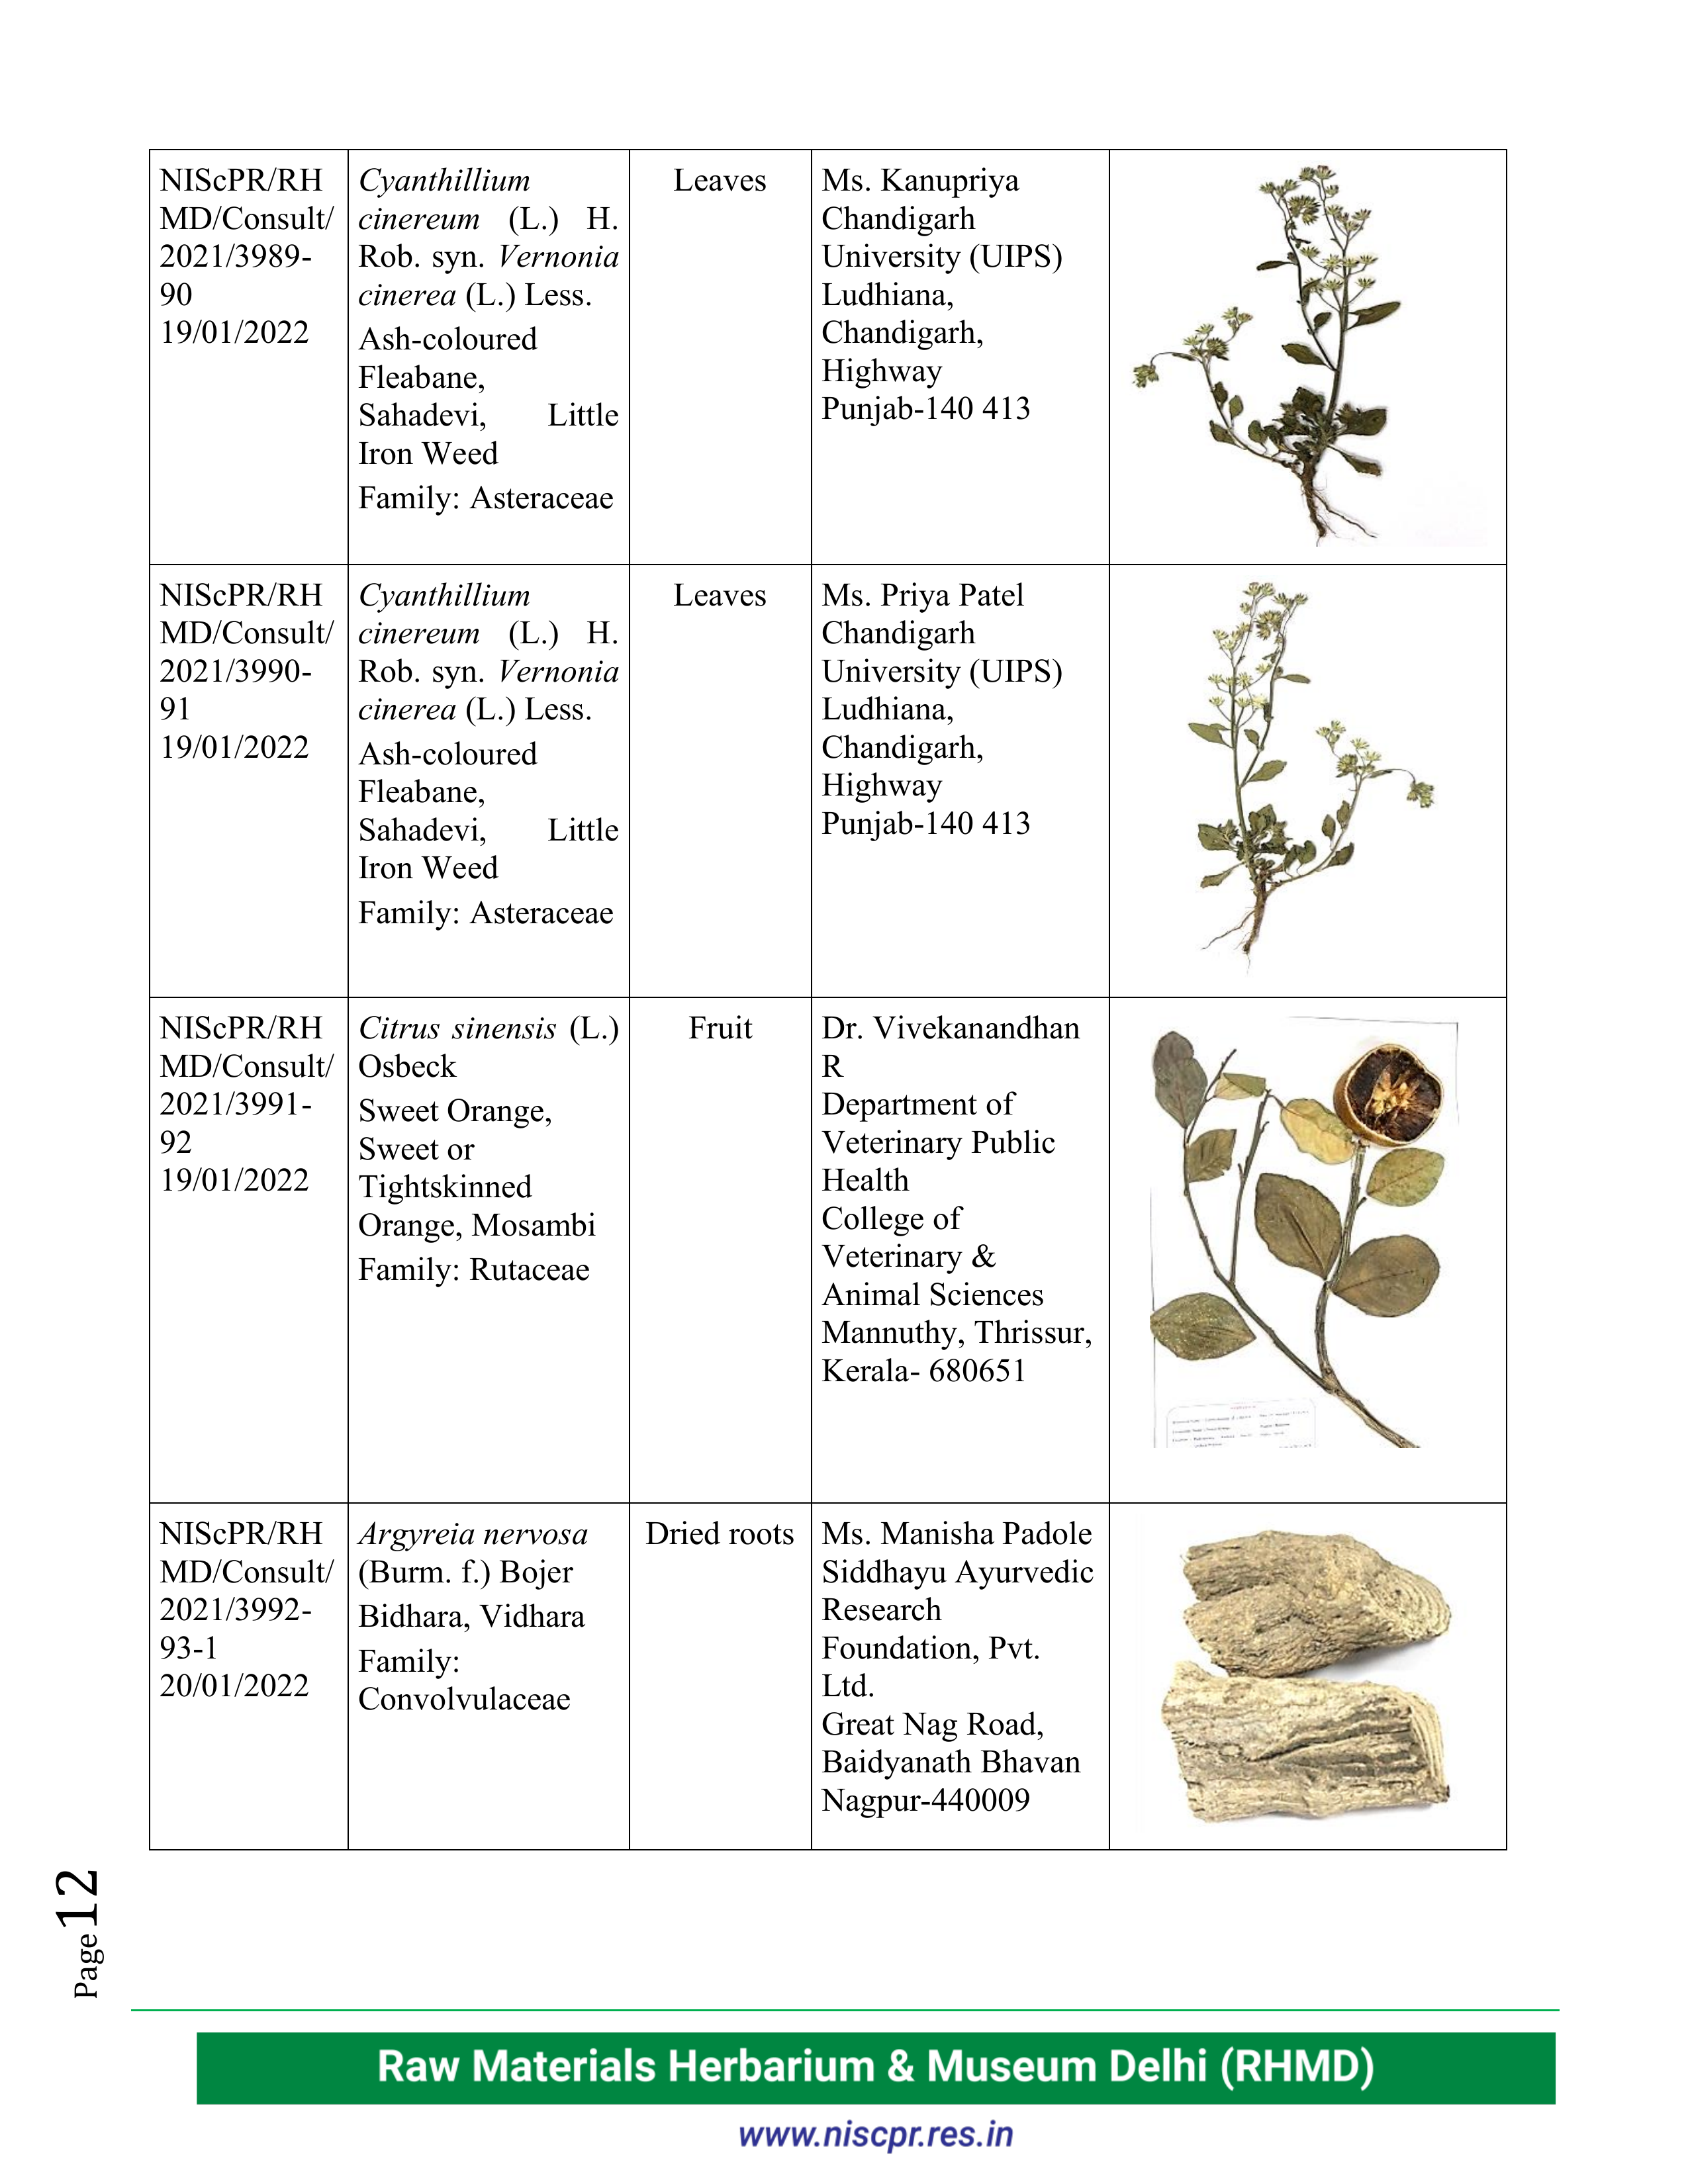 NIScPR/RH
MD/Consult/
2021/3989-
90
19/01/2022
Cyanthillium
cinereum (L.) H.
Rob. syn. Vernonia
cinerea (L.) Less.
Ash-coloured
Fleabane,
Sahadevi, Little
Iron Weed
Family: Asteraceae
Leaves
Ms. Kanupriya
Chandigarh
University (UIPS)
Ludhiana,
Chandigarh,
Highway
Punjab-140 413
NIScPR/RH
MD/Consult/
2021/3990-
91
19/01/2022
Cyanthillium
cinereum (L.) H.
Rob. syn. Vernonia
cinerea (L.) Less.
Ash-coloured
Fleabane,
Sahadevi, Little
Iron Weed
Family: Asteraceae
Leaves
Ms. Priya Patel
Chandigarh
University (UIPS)
Ludhiana,
Chandigarh,
Highway
Punjab-140 413
NIScPR/RH
MD/Consult/
2021/3991-
92
19/01/2022
Citrus sinensis (L.)
Osbeck
Sweet Orange,
Sweet or
Tightskinned
Orange, Mosambi
Family: Rutaceae
Fruit
Dr. Vivekanandhan
R
Department of
Veterinary Public
Health
College of
Veterinary &
Animal Sciences
Mannuthy, Thrissur,
Kerala- 680651
NIScPR/RH
MD/Consult/
2021/3992-
93-1
20/01/2022
Argyreia nervosa
(Burm. f.) Bojer
Bidhara, Vidhara
Family:
Convolvulaceae
Dried roots
Ms. Manisha Padole
Siddhayu Ayurvedic
Research
Foundation, Pvt.
Ltd.
Great Nag Road,
Baidyanath Bhavan
Nagpur-440009
Page 12
Raw Materials Herbarium & Museum Delhi (RHMD)
www.niscpr.res.in